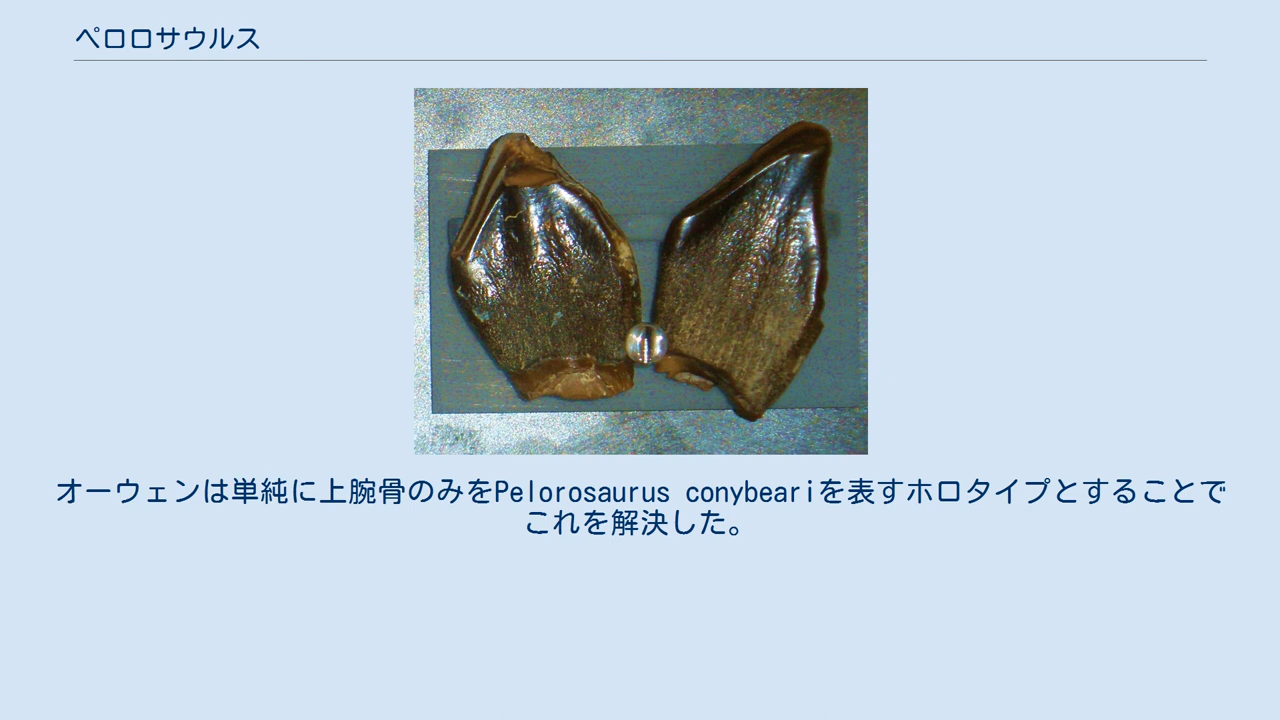 ペロロサウルス
オーウェンは単純に上腕骨のみをPelorosaurus conybeariを表すホロタイプとすることで
これを解決した。